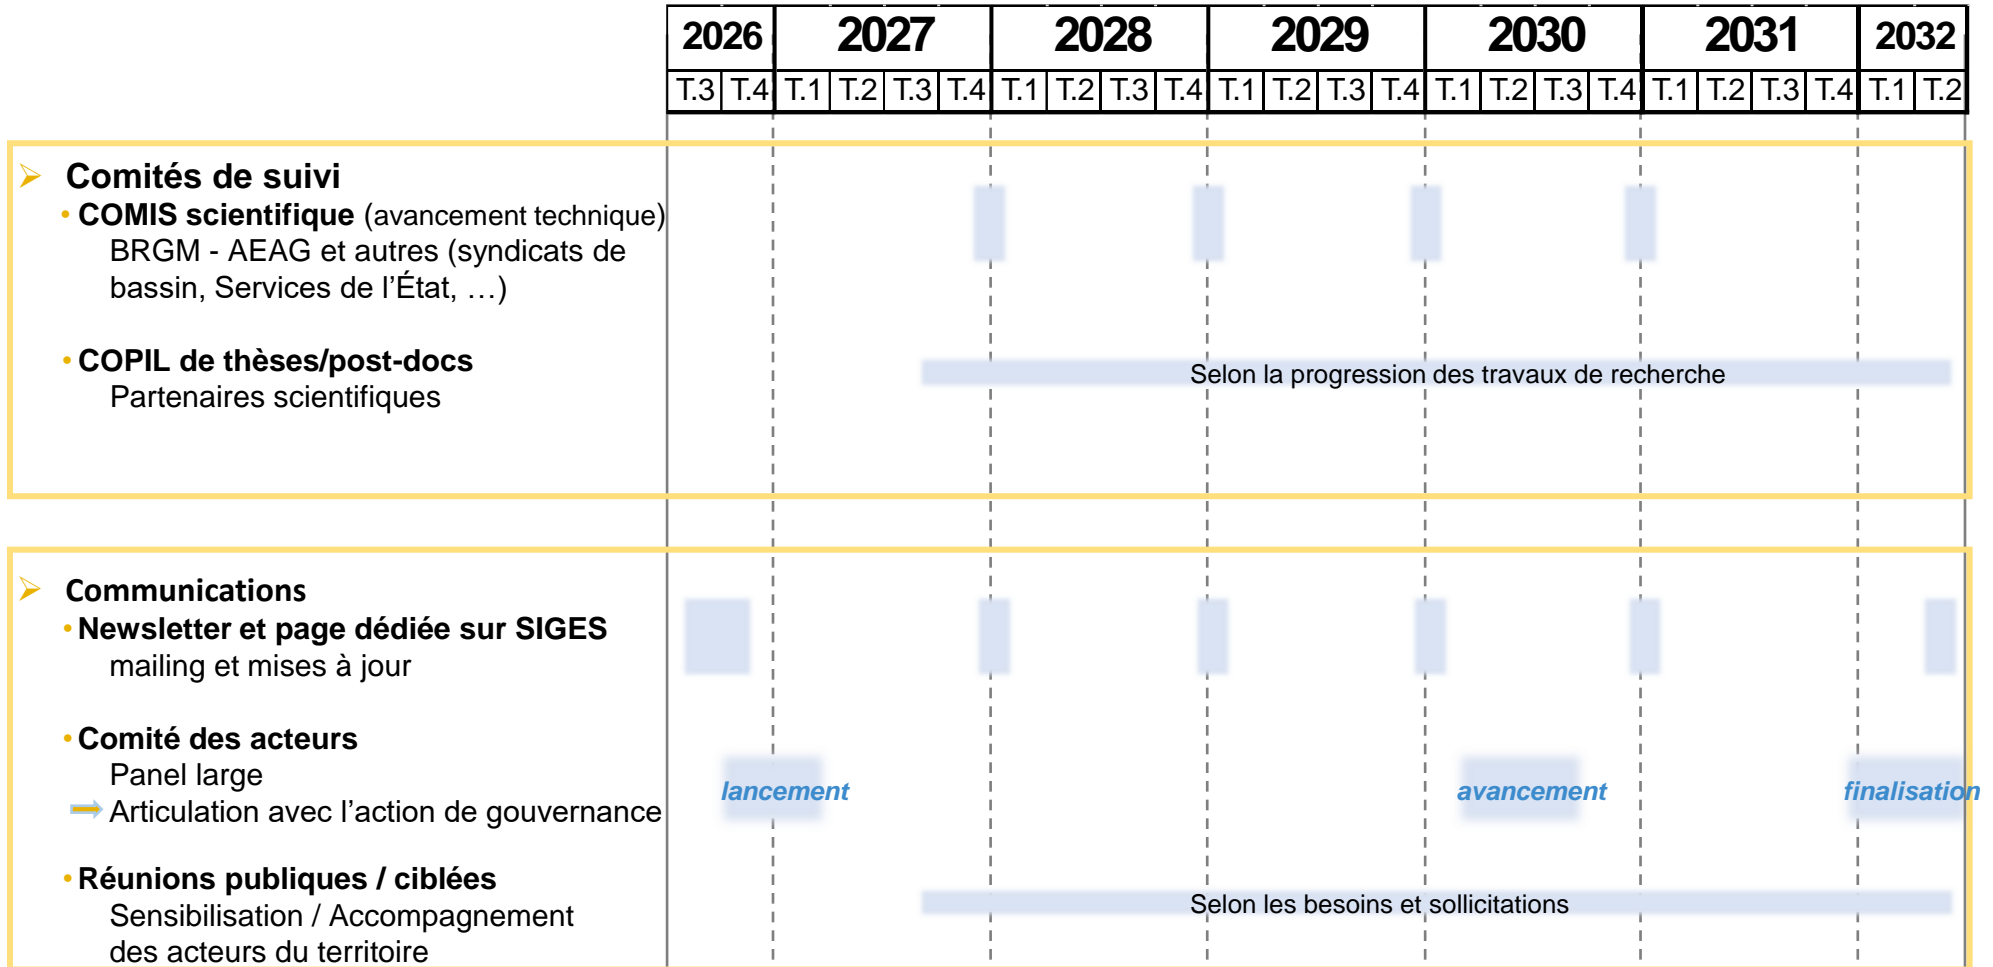 2026 2027 2028 2029 2030 2031 2032
T.3 T.4 T.1 T.2 T.3 T.4 T.1 T.2 T.3 T.4 T.1 T.2 T.3 T.4 T.1 T.2 T.3 T.4 T.1 T.2 T.3 T.4 T.1 T.2
➢ Comités de suivi
• COMIS scientifique (avancement technique)
BRGM - AEAG et autres (syndicats de
bassin, Services de l’État, …)
• COPIL de thèses/post-docs
Partenaires scientifiques
Selon la progression des travaux de recherche
➢ Communications
• Newsletter et page dédiée sur SIGES
mailing et mises à jour
• Comité des acteurs
Panel large
Articulation avec l’action de gouvernance
lancement avancement finalisation
• Réunions publiques / ciblées
Sensibilisation / Accompagnement
des acteurs du territoire
Selon les besoins et sollicitations